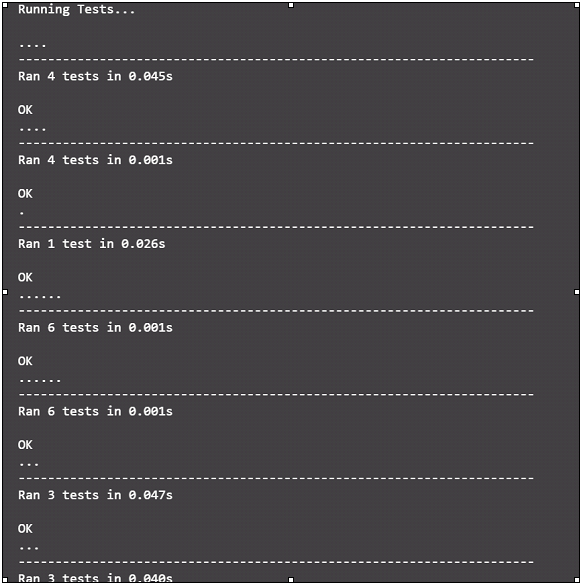 Running Tests...
....
----------------------------------------------------------------------
Ran 4 tests in 0.045s
OK
....
----------------------------------------------------------------------
Ran 4 tests in 0.001s
OK
.
----------------------------------------------------------------------
Ran 1 test in 0.026s
OK
......
----------------------------------------------------------------------
Ran 6 tests in 0.001s
OK
......
----------------------------------------------------------------------
Ran 6 tests in 0.001s
OK
...
----------------------------------------------------------------------
Ran 3 tests in 0.047s
OK
...
----------------------------------------------------------------------
Ran 3 tests in 0.040s